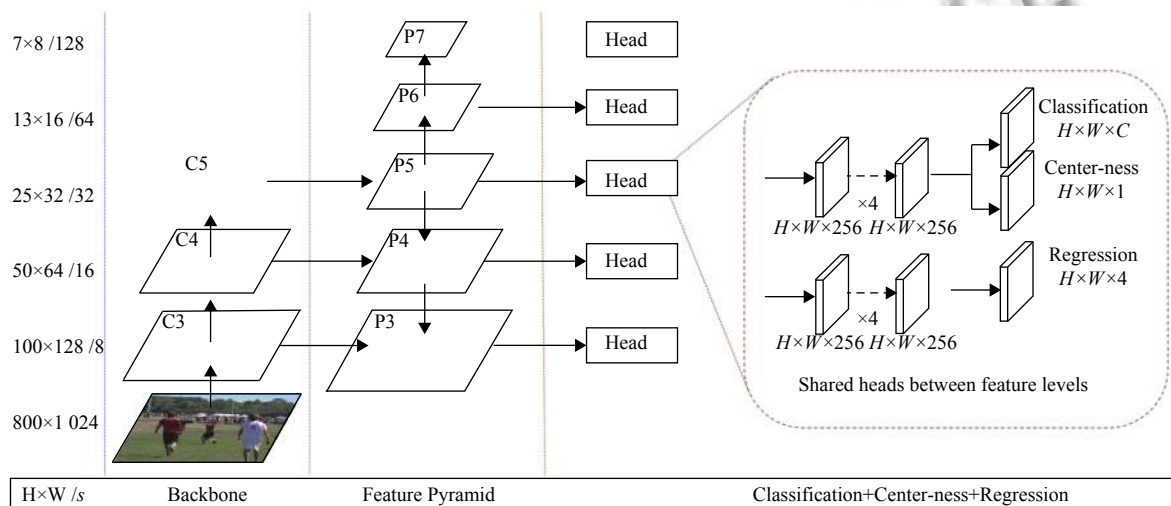 7×8 /128
P7
Head
13×16 /64
P6
Head
C5
25×32 /32
P5
Head
C4
50×64 /16
P4
Head
C3
100×128 /8
P3
Head
800×1 024
Classification
H×W×C
Center-ness
H×W×1
×4
H×W×256 H×W×256
Regression
H×W×4
×4
H×W×256 H×W×256
Shared heads between feature levels
H×W /s Backbone Feature Pyramid Classification+Center-ness+Regression